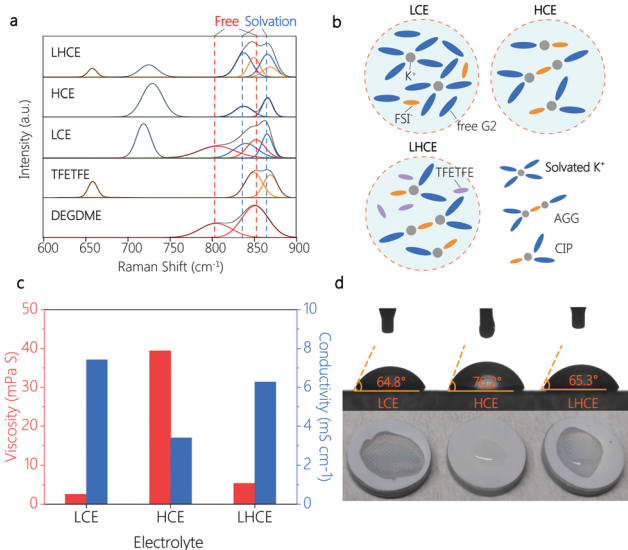 a
Free Solvation
LHCE
HCE
LCE
TFETFE
DEGDME
Intensity (a.u.)
600 650 700 750 800 850 900
Raman Shift (cm⁻¹)
b
LCE
HCE
K⁺
FSI⁻
free G2
LHCE
TFETFE
Solvated K⁺
AGG
CIP
c
50
40
30
20
10
0
Viscosity (mPa S)
10
8
6
4
2
0
Conductivity (mS cm⁻¹)
LCE HCE LHCE
Electrolyte
d
64.8° 65.3°
LCE HCE LHCE